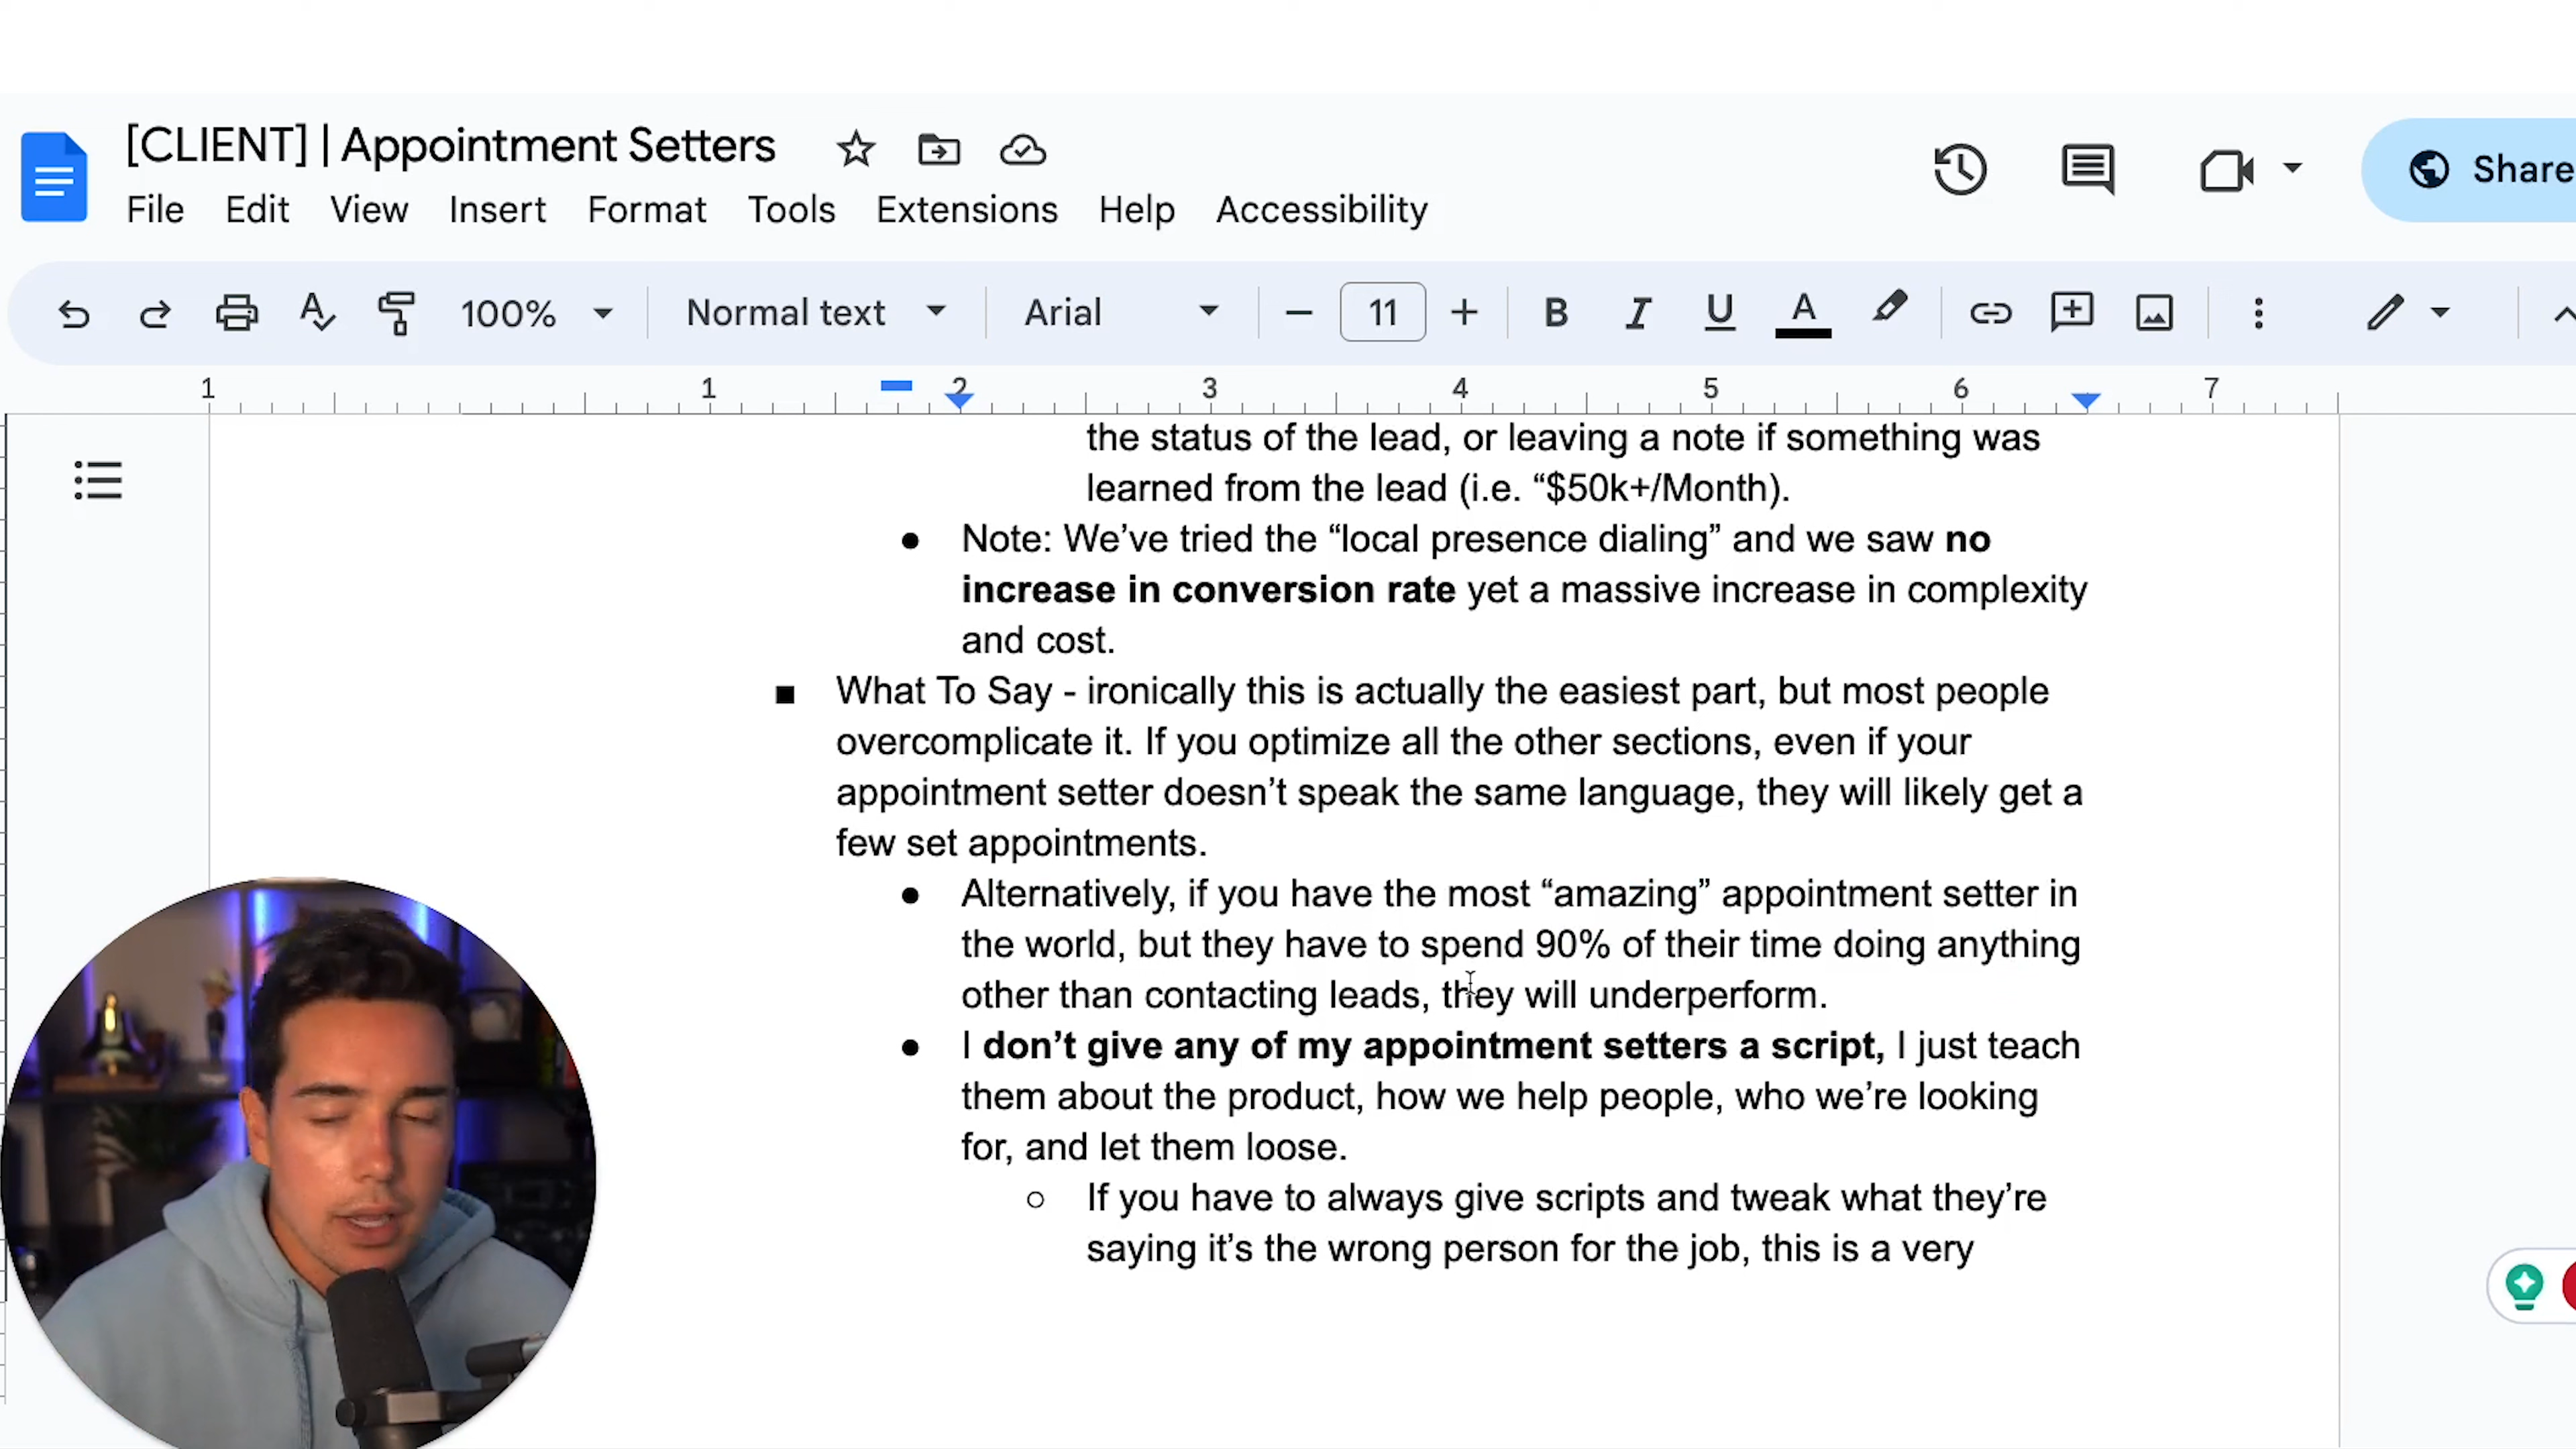 [CLIENT] | Appointment Setters
File Edit View Insert Format Tools Extensions Help Accessibility
Share
100% Normal text Arial 11 B I U A
1 1 2 3 4 5 6 7
the status of the lead, or leaving a note if something was
learned from the lead (i.e. “$50k+/Month).
● Note: We’ve tried the “local presence dialing” and we saw no
increase in conversion rate yet a massive increase in complexity
and cost.
■ What To Say - ironically this is actually the easiest part, but most people
overcomplicate it. If you optimize all the other sections, even if your
appointment setter doesn’t speak the same language, they will likely get a
few set appointments.
● Alternatively, if you have the most “amazing” appointment setter in
the world, but they have to spend 90% of their time doing anything
other than contacting leads, they will underperform.
● I don’t give any of my appointment setters a script, I just teach
them about the product, how we help people, who we’re looking
for, and let them loose.
○ If you have to always give scripts and tweak what they’re
saying it’s the wrong person for the job, this is a very